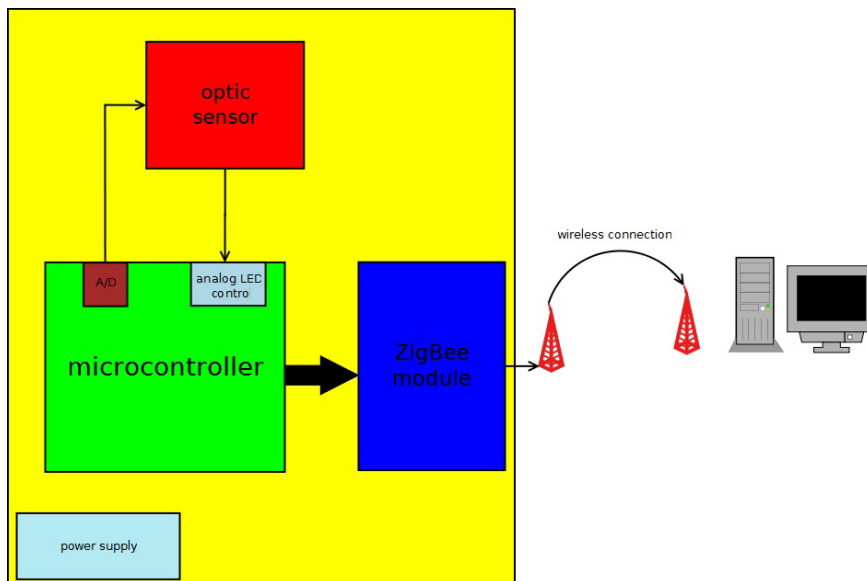 optic
sensor
wireless connection
A/D
analog LED
contro
microcontroller
ZigBee
module
power supply